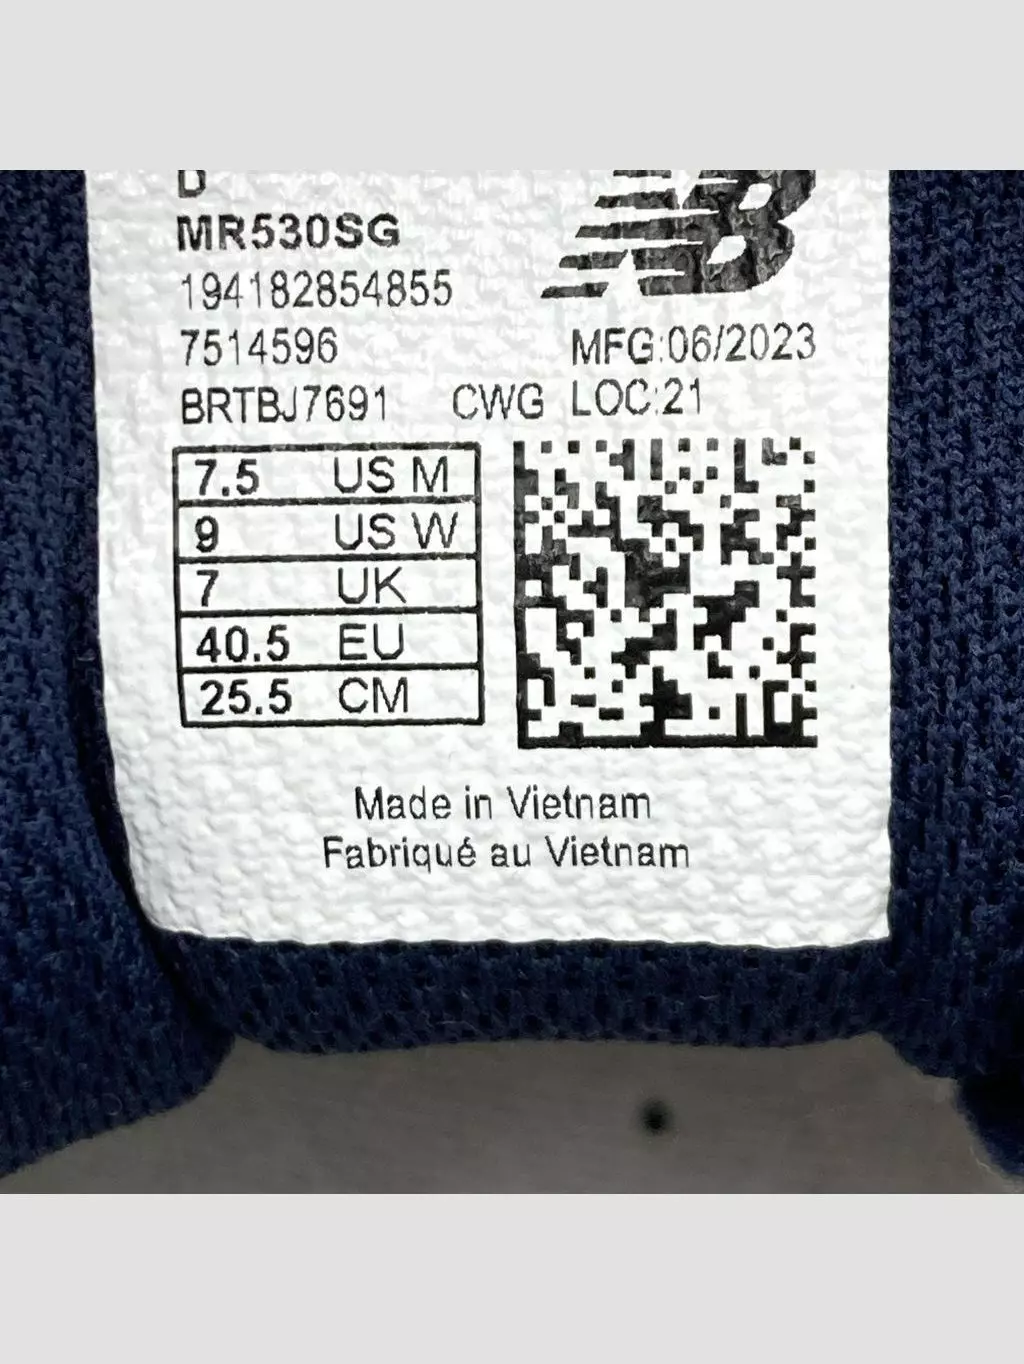 D
MR530SG
194182854855
7514596 MFG:06/2023
BRTBJ7691 CWG LOC:21
7.5 US M
9 US W
7 UK
40.5 EU
25.5 CM
Made in Vietnam
Fabriqué au Vietnam